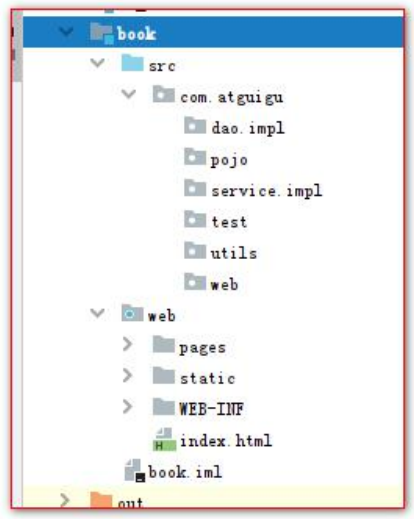 book
src
com.atguigu
dao.impl
pojo
service.impl
test
utils
web
web
pages
static
WEB-INF
index.html
book.iml
out